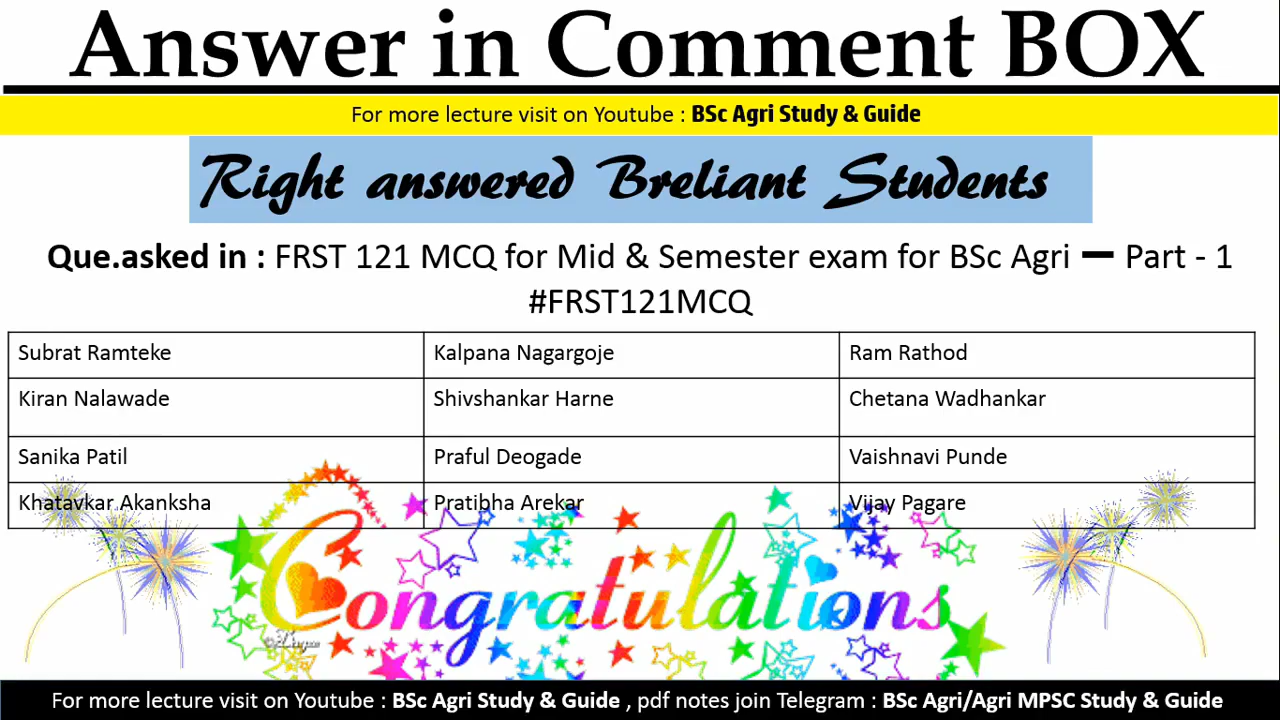 Answer in Comment BOX
For more lecture visit on Youtube : BSc Agri Study & Guide
Right answered Breliant Students
Que.asked in : FRST 121 MCQ for Mid & Semester exam for BSc Agri – Part - 1
#FRST121MCQ
Subrat Ramteke Kalpana Nagargoje Ram Rathod
Kiran Nalawade Shivshankar Harne Chetana Wadhankar
Sanika Patil Praful Deogade Vaishnavi Punde
Khatavkar Akanksha Pratibha Arekar Vijay Pagare
Congratulations
For more lecture visit on Youtube : BSc Agri Study & Guide , pdf notes join Telegram : BSc Agri/Agri MPSC Study & Guide